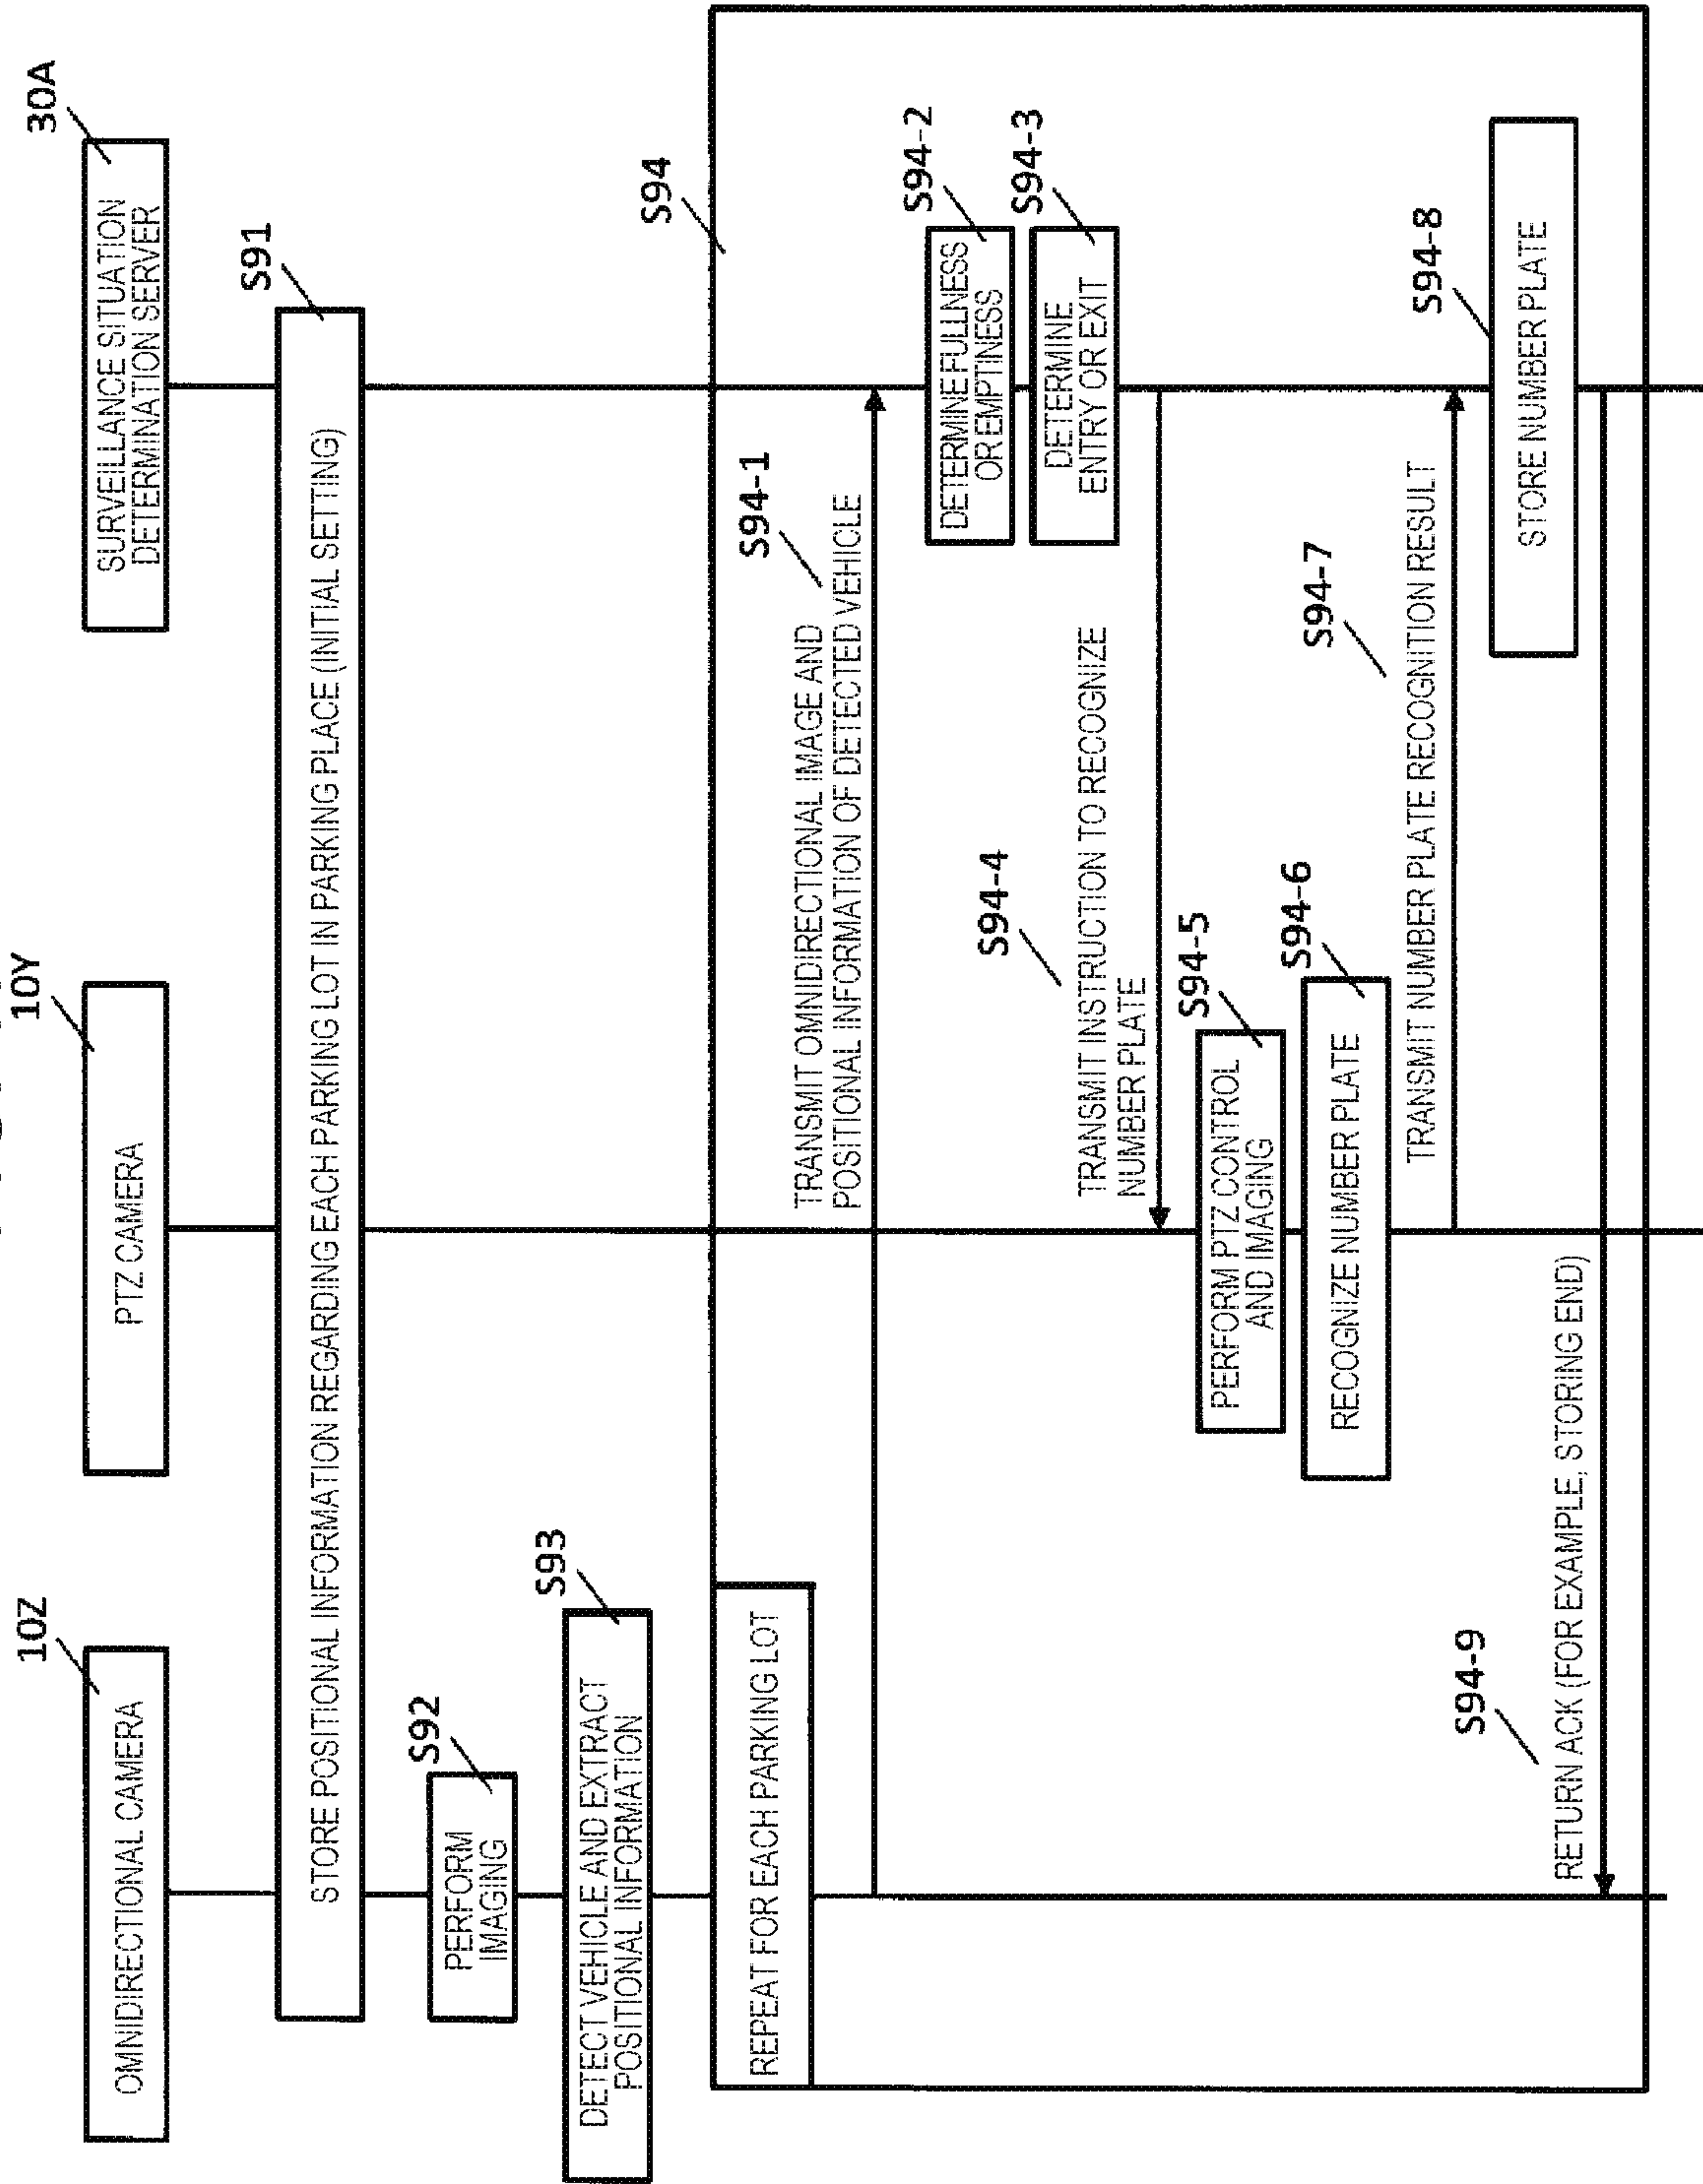 10Z
OMNIDIRECTIONAL CAMERA
10Y
PTZ CAMERA
30A
SURVEILLANCE SITUATION
DETERMINATION SERVER
S91
STORE POSITIONAL INFORMATION REGARDING EACH PARKING LOT IN PARKING PLACE (INITIAL SETTING)
S92
PERFORM
IMAGING
S93
DETECT VEHICLE AND EXTRACT
POSITIONAL INFORMATION
S94
REPEAT FOR EACH PARKING LOT
S94-1
TRANSMIT OMNIDIRECTIONAL IMAGE AND
POSITIONAL INFORMATION OF DETECTED VEHICLE
S94-2
DETERMINE FULLNESS
OR EMPTINESS
S94-3
DETERMINE
ENTRY OR EXIT
S94-4
TRANSMIT INSTRUCTION TO RECOGNIZE
NUMBER PLATE
S94-5
PERFORM PTZ CONTROL
AND IMAGING
S94-6
RECOGNIZE NUMBER PLATE
S94-7
TRANSMIT NUMBER PLATE RECOGNITION RESULT
S94-8
STORE NUMBER PLATE
S94-9
RETURN ACK (FOR EXAMPLE, STORING END)